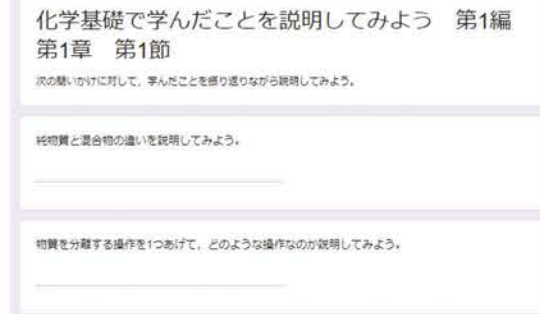 化学基礎で学んだことを説明してみよう　第1編
第1章　第1節
次の問いかけに対して，学んだことを振り返りながら説明してみよう。
純物質と混合物の違いを説明してみよう。
物質を分離する操作を1つあげて，どのような操作なのか説明してみよう。